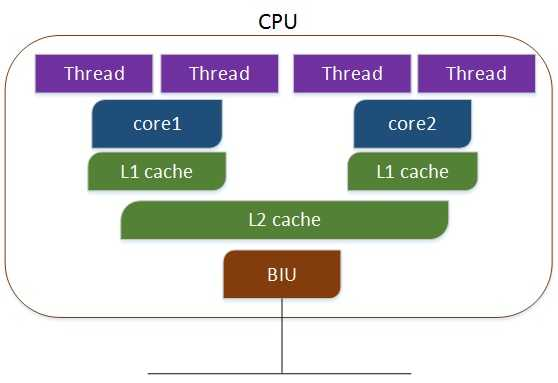 CPU
Thread Thread Thread Thread
core1 core2
L1 cache L1 cache
L2 cache
BIU